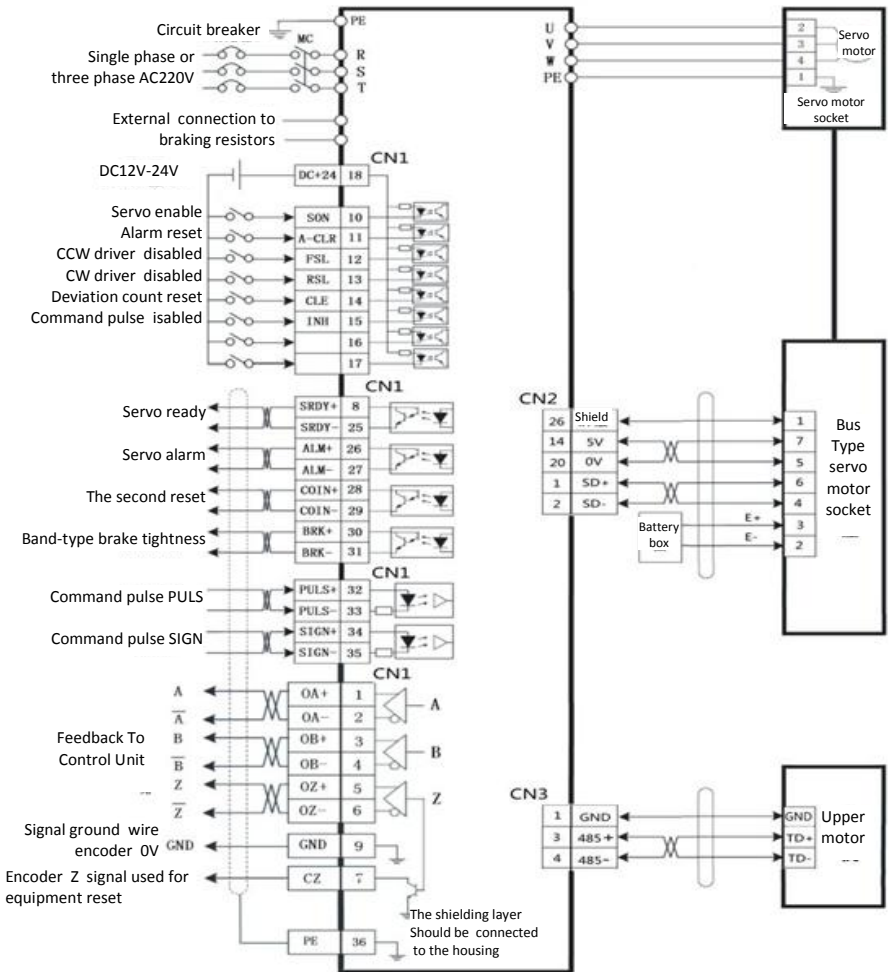 Circuit breaker
PE
MC
Single phase or
three phase AC220V
R
S
T
External connection to
braking resistors
CN1
DC12V-24V
DC+24 18
Servo enable SON 10
Alarm reset A-CLR 11
CCW driver disabled FSL 12
CW driver disabled RSL 13
Deviation count reset CLE 14
Command pulse isabled INH 15
16
17
CN1
Servo ready
SRDY+ 8
SRDY- 25
Servo alarm
ALM+ 26
ALM- 27
The second reset
COIN+ 28
COIN- 29
Band-type brake tightness
BRK+ 30
BRK- 31
CN1
Command pulse PULS
PULS+ 32
PULS- 33
Command pulse SIGN
SIGN+ 34
SIGN- 35
CN1
A OA+ 1
A OA- 2
A
Feedback To
Control Unit
B OB+ 3
B OB- 4
B
Z OZ+ 5
Z OZ- 6
Z
Signal ground wire
encoder 0V
GND GND 9
Encoder Z signal used for
equipment reset
CZ 7
The shielding layer
Should be connected
to the housing
PE 36
U
V
W
PE
2
3
4
1
Servo
motor
Servo motor
socket
CN2
26 Shield 1
14 5V 7
20 0V 5
1 SD+ 6
2 SD- 4
Battery
box
E+ 3
E- 2
Bus
Type
servo
motor
socket
CN3
1 GND GND
3 485+ TD+
4 485- TD-
Upper
motor